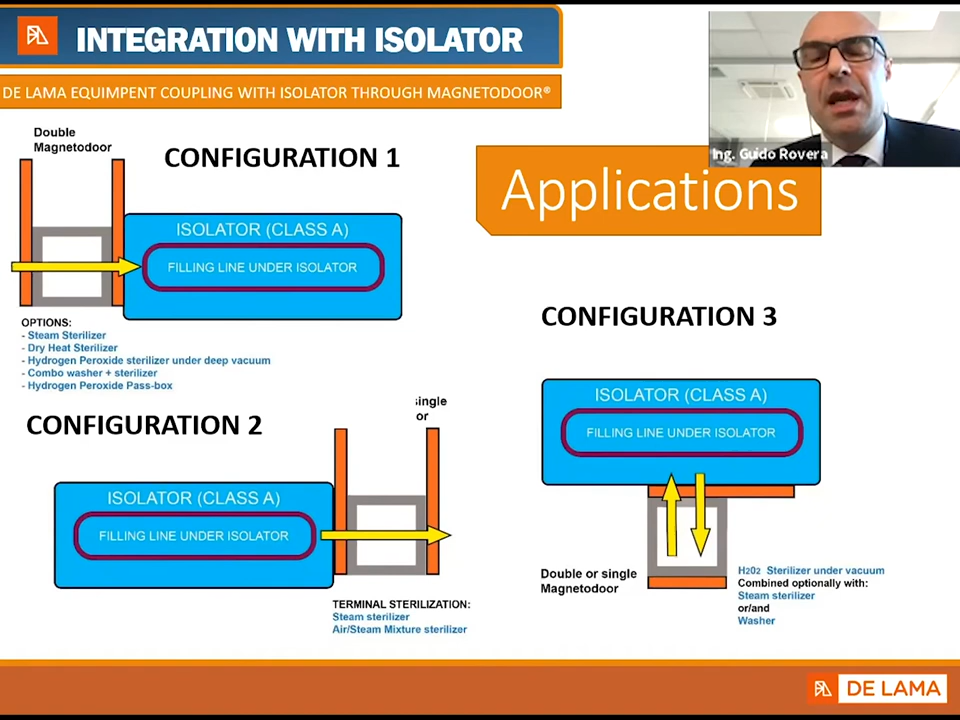 INTEGRATION WITH ISOLATOR
DE LAMA EQUIMPENT COUPLING WITH ISOLATOR THROUGH MAGNETODOOR®
Ing. Guido Rovera
Applications
Double
Magnetodoor
CONFIGURATION 1
ISOLATOR (CLASS A)
FILLING LINE UNDER ISOLATOR
OPTIONS:
- Steam Sterilizer
- Dry Heat Sterilizer
- Hydrogen Peroxide sterilizer under deep vacuum
- Combo washer + sterilizer
- Hydrogen Peroxide Pass-box
CONFIGURATION 2
single
or
ISOLATOR (CLASS A)
FILLING LINE UNDER ISOLATOR
TERMINAL STERILIZATION:
Steam sterilizer
Air/Steam Mixture sterilizer
CONFIGURATION 3
ISOLATOR (CLASS A)
FILLING LINE UNDER ISOLATOR
Double or single
Magnetodoor
H2O2 Sterilizer under vacuum
Combined optionally with:
Steam sterilizer
or/and
Washer
DE LAMA